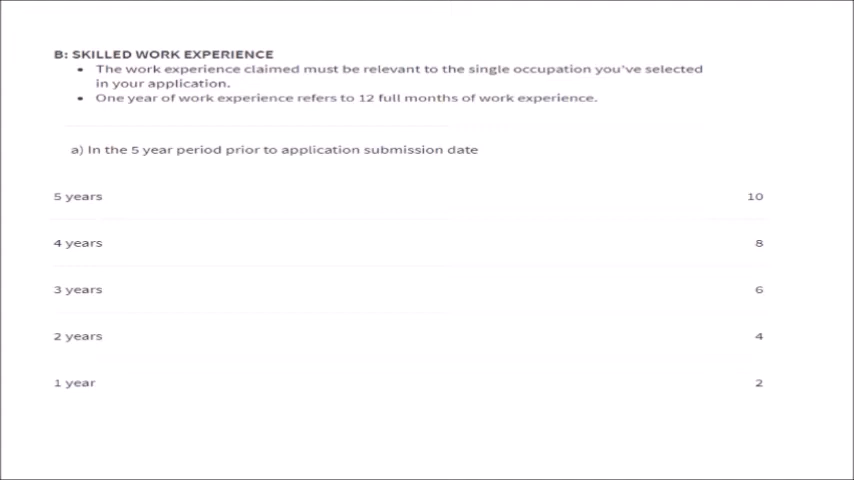 B: SKILLED WORK EXPERIENCE
• The work experience claimed must be relevant to the single occupation you've selected
in your application.
• One year of work experience refers to 12 full months of work experience.
a) In the 5 year period prior to application submission date
5 years 10
4 years 8
3 years 6
2 years 4
1 year 2